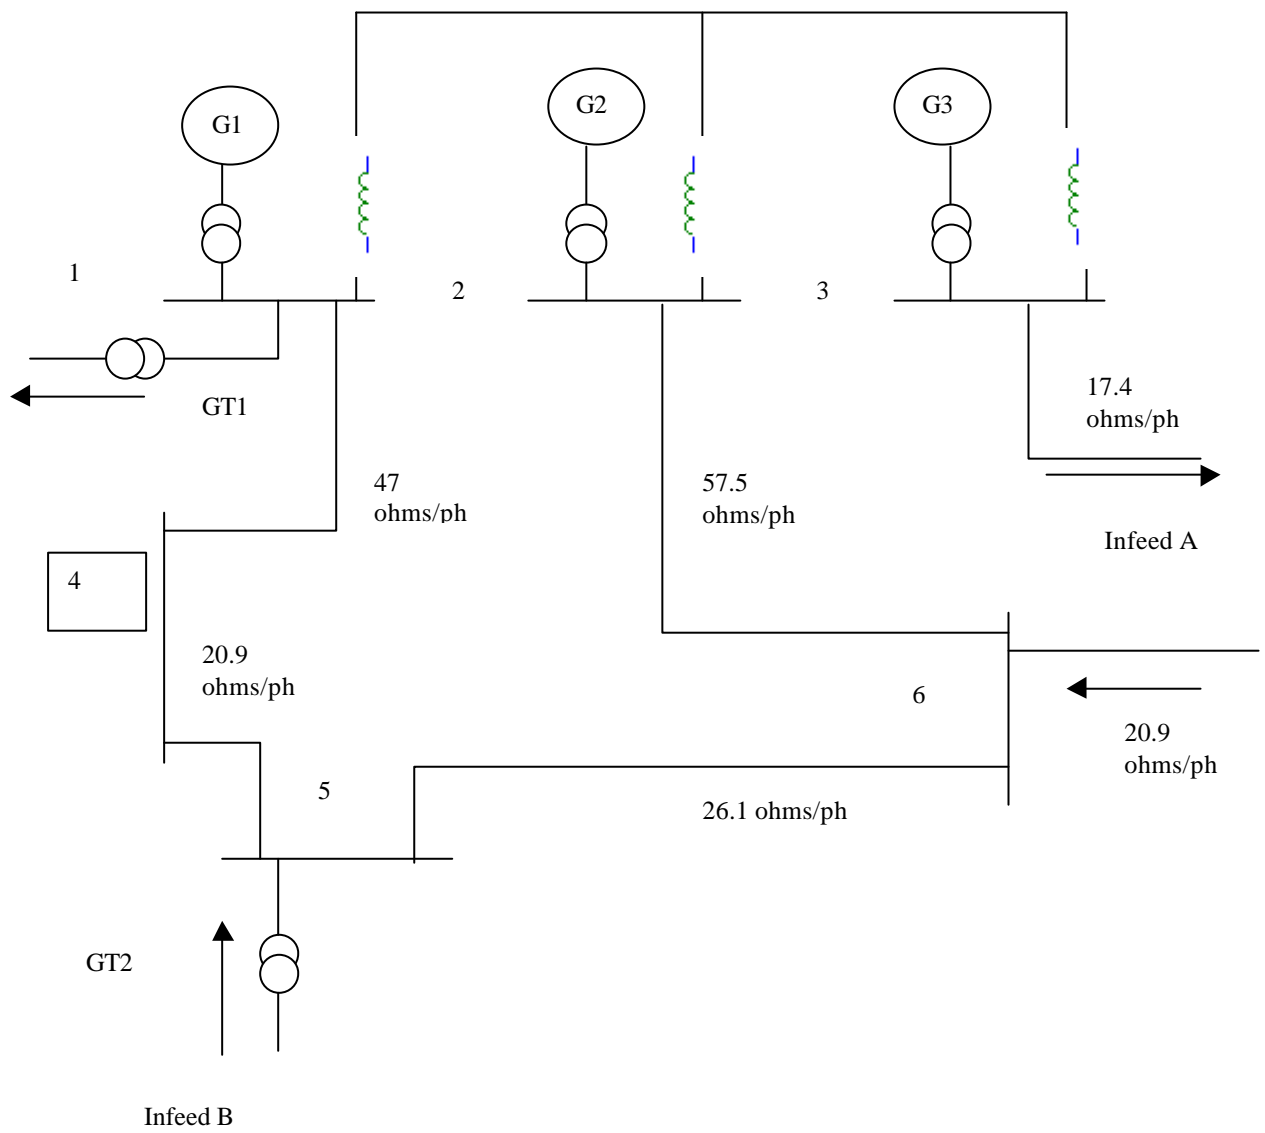 G1
G2
G3
1
2
3
GT1
17.4
ohms/ph
47
ohms/ph
57.5
ohms/ph
Infeed A
4
20.9
ohms/ph
6
20.9
ohms/ph
5
26.1 ohms/ph
GT2
Infeed B